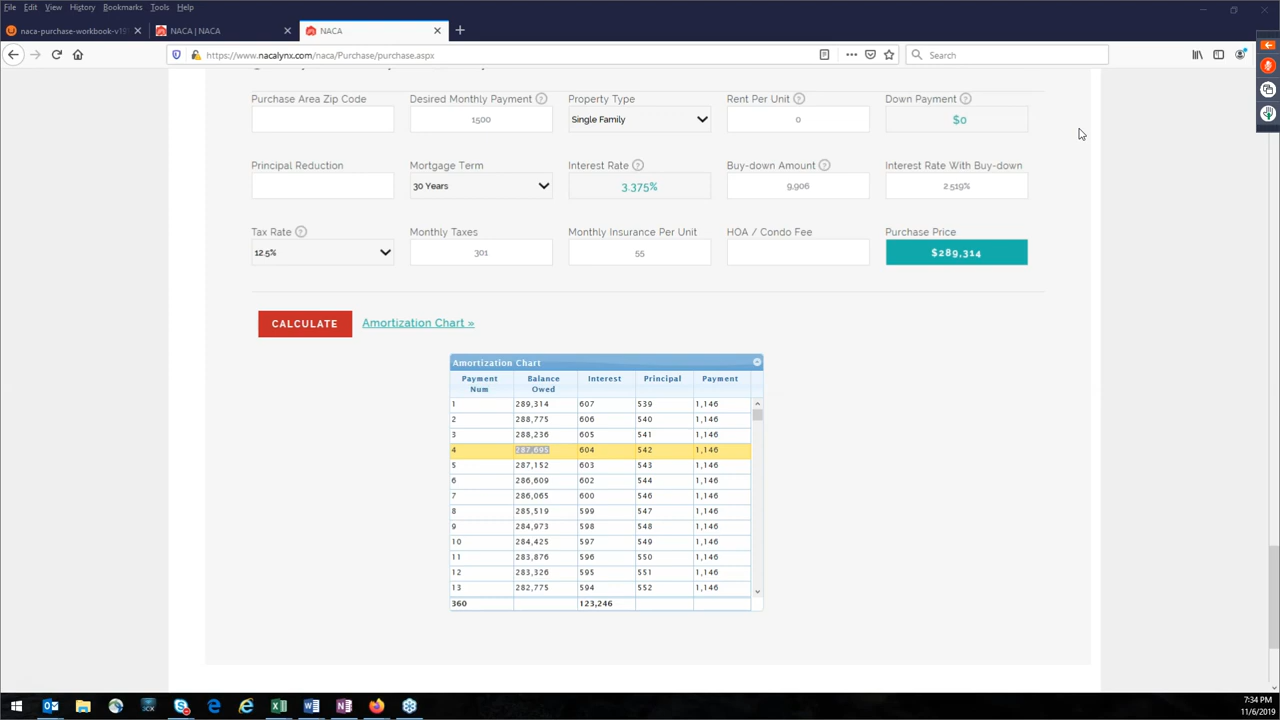 File Edit View History Bookmarks Tools Help
naca-purchase-workbook-v19 NACA | NACA NACA
https://www.nacalynx.com/naca/Purchase/purchase.aspx Search
Purchase Area Zip Code Desired Monthly Payment ? Property Type Rent Per Unit ? Down Payment ?
1500 Single Family 0 $0
Principal Reduction Mortgage Term Interest Rate ? Buy-down Amount ? Interest Rate With Buy-down
30 Years 3.375% 9,906 2.519%
Tax Rate ? Monthly Taxes Monthly Insurance Per Unit HOA / Condo Fee Purchase Price
12.5% 301 55 $289,314
CALCULATE Amortization Chart »
Amortization Chart
Payment Num Balance Owed Interest Principal Payment
1 289,314 607 539 1,146
2 288,775 606 540 1,146
3 288,236 605 541 1,146
4 287,695 604 542 1,146
5 287,152 603 543 1,146
6 286,609 602 544 1,146
7 286,065 600 546 1,146
8 285,519 599 547 1,146
9 284,973 598 548 1,146
10 284,425 597 549 1,146
11 283,876 596 550 1,146
12 283,326 595 551 1,146
13 282,775 594 552 1,146
360 123,246
7:34 PM
11/6/2019